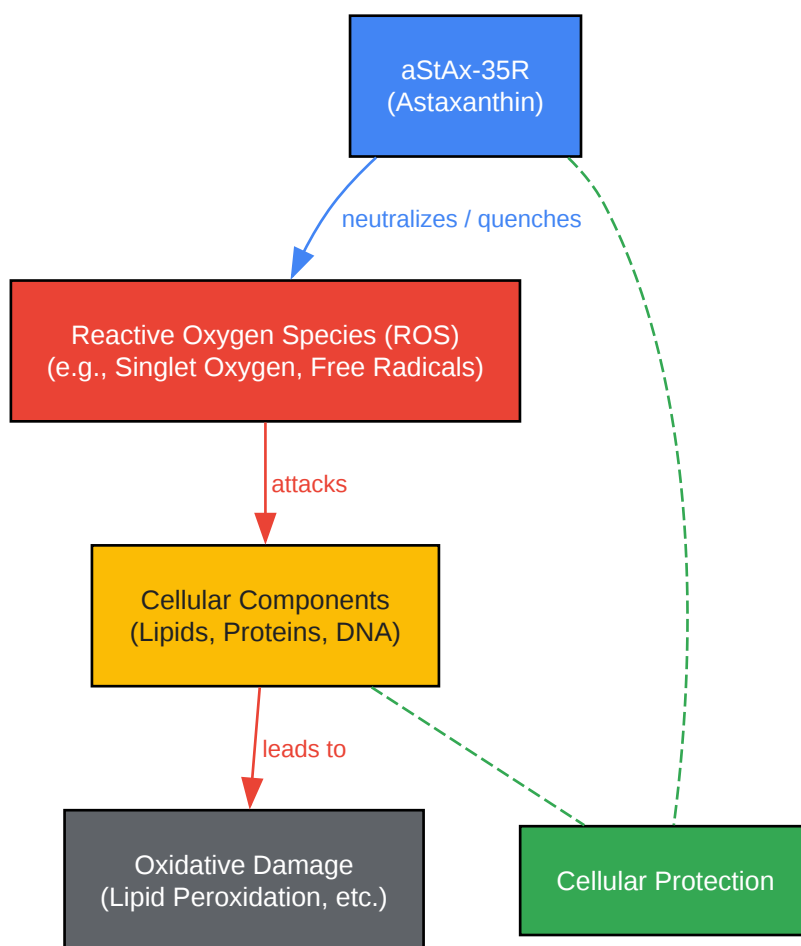 aStAx-35R
(Astaxanthin)
neutralizes / quenches
Reactive Oxygen Species (ROS)
(e.g., Singlet Oxygen, Free Radicals)
attacks
Cellular Components
(Lipids, Proteins, DNA)
leads to
Oxidative Damage
(Lipid Peroxidation, etc.)
Cellular Protection